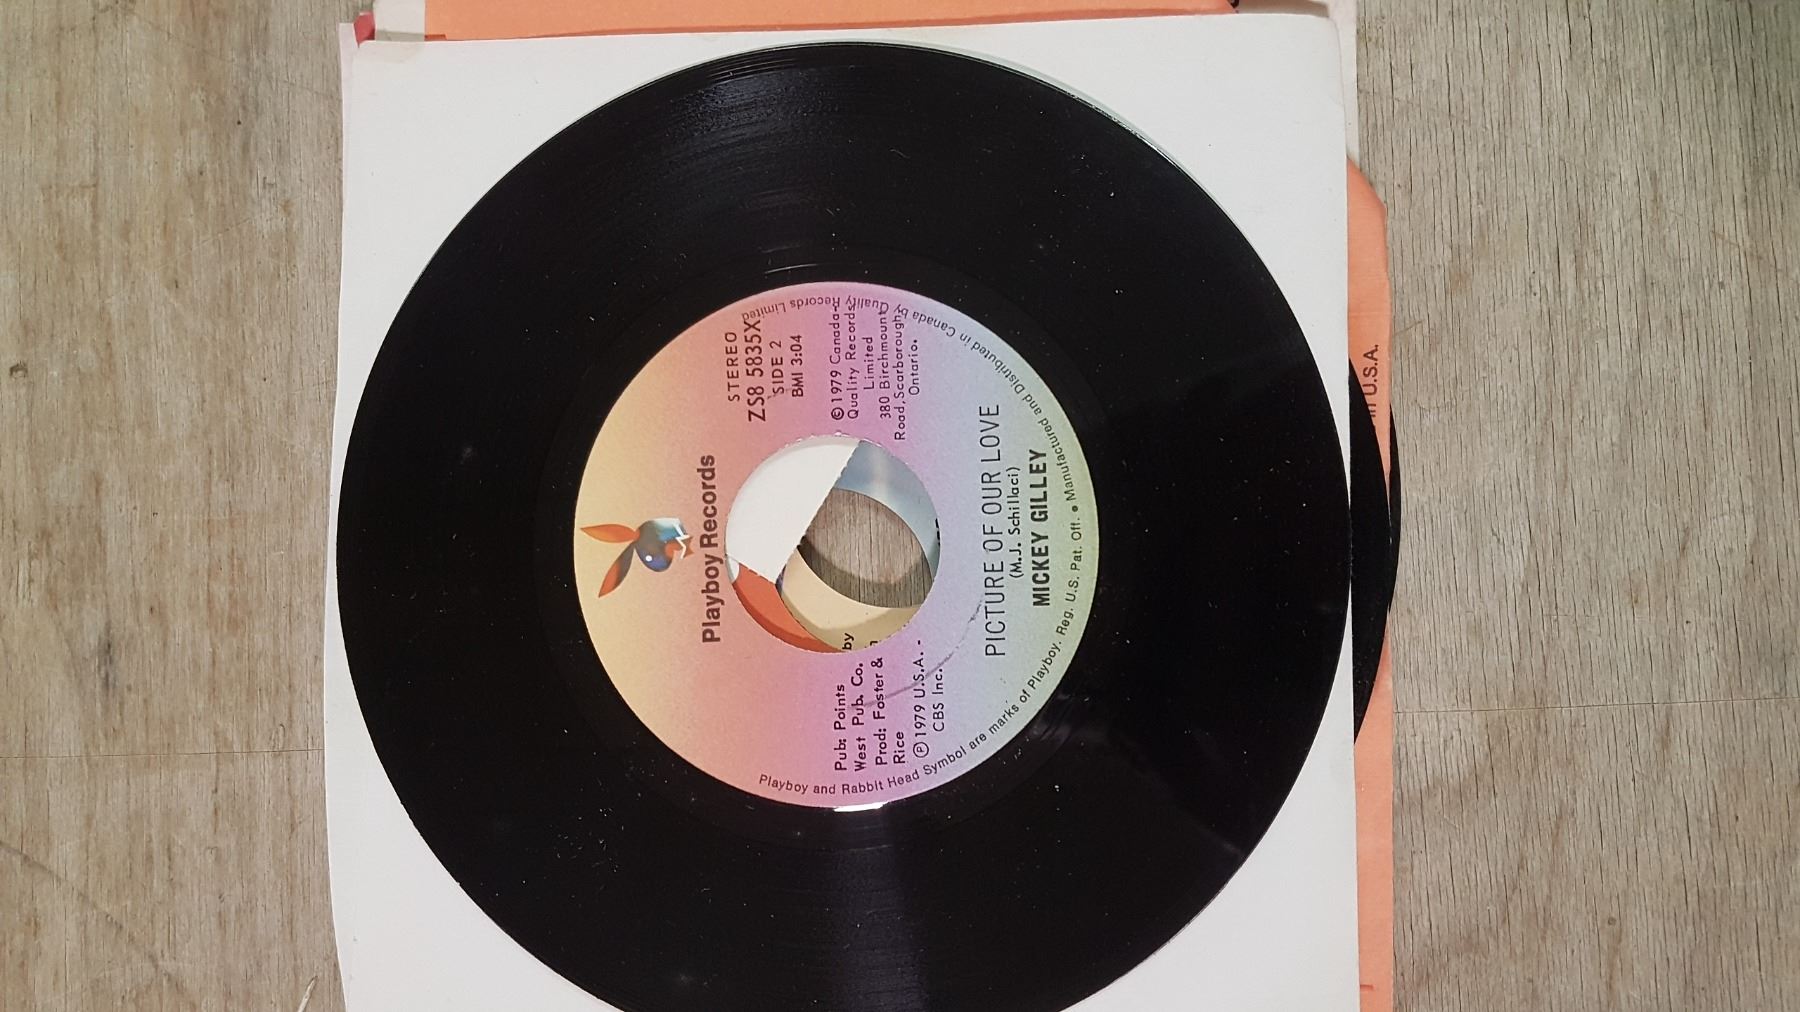 Playboy Records
STEREO
ZS8 5835X
SIDE 2
BMI 3:04
©1979 Canada-
Quality Records
Limited
380 Birchmount
Road, Scarborough,
Ontario.
Pub: Points
West Pub. Co.
Prod: Foster &
Rice
Ⓟ1979 U.S.A. -
CBS Inc.
PICTURE OF OUR LOVE
(M.J. Schillaci)
MICKEY GILLEY
Playboy and Rabbit Head Symbol are marks of Playboy. Reg. U.S. Pat. Off. • Manufactured and Distributed in Canada by Quality Records Limited
by
U.S.A.